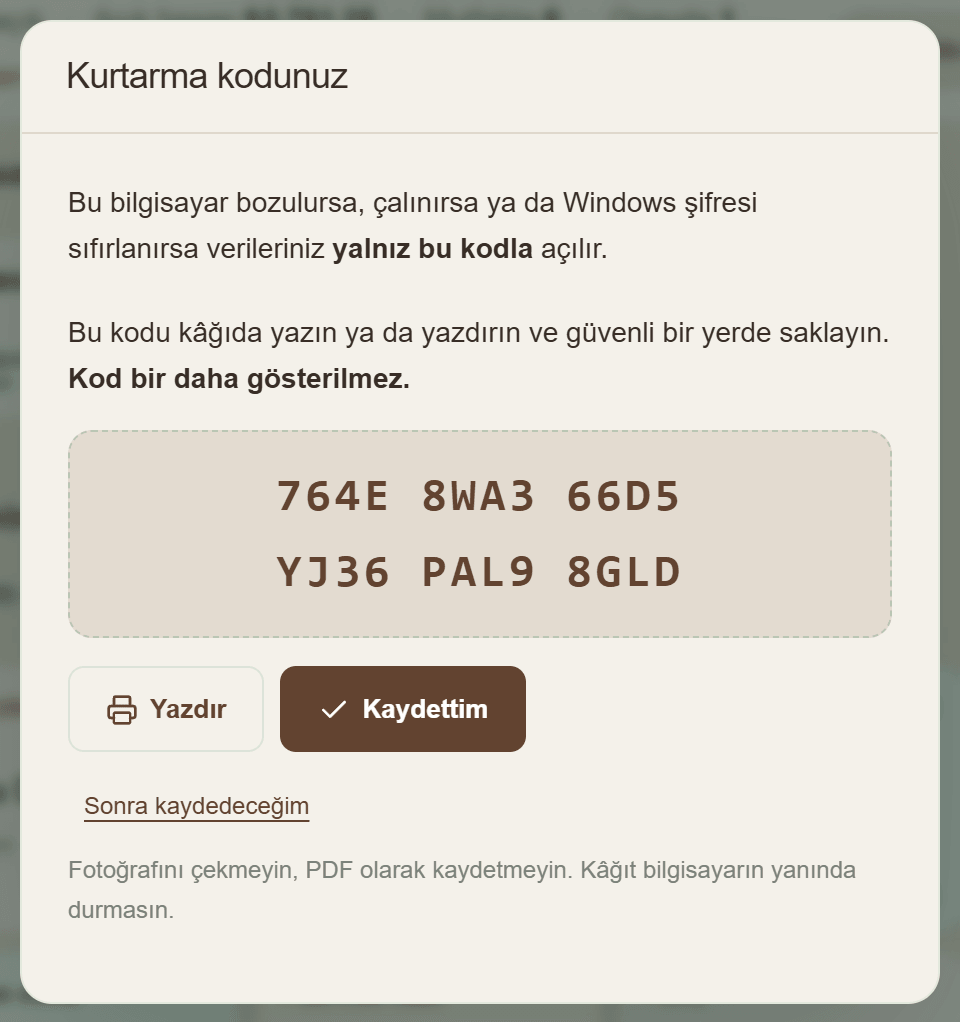 Kurtarma kodunuz
Bu bilgisayar bozulursa, çalınırsa ya da Windows şifresi
sıfırlanırsa verileriniz yalnız bu kodla açılır.
Bu kodu kâğıda yazın ya da yazdırın ve güvenli bir yerde saklayın.
Kod bir daha gösterilmez.
764E 8WA3 66D5
YJ36 PAL9 8GLD
Yazdır
Kaydettim
Sonra kaydedeceğim
Fotoğrafını çekmeyin, PDF olarak kaydetmeyin. Kâğıt bilgisayarın yanında
durmasın.